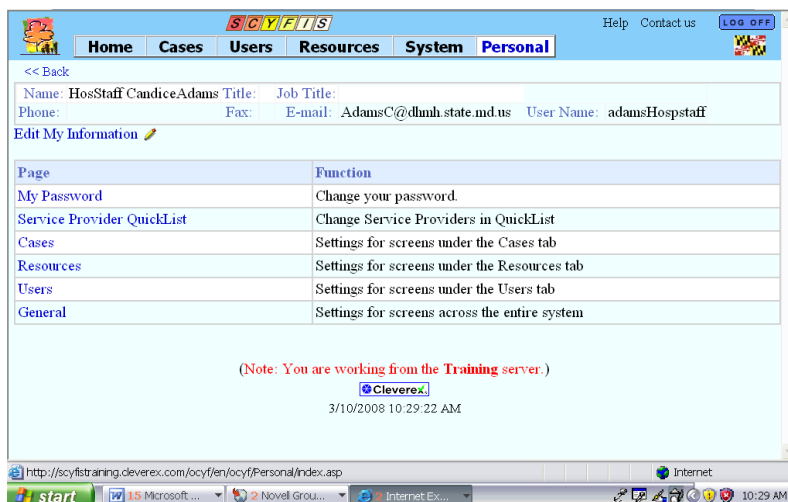 SCYFIS Help Contact us LOG OFF
Home Cases Users Resources System Personal
<< Back
Name: HosStaff CandiceAdams Title: Job Title:
Phone: Fax: E-mail: AdamsC@dhmh.state.md.us User Name: adamsHospstaff
Edit My Information
Page Function
My Password Change your password.
Service Provider QuickList Change Service Providers in QuickList
Cases Settings for screens under the Cases tab
Resources Settings for screens under the Resources tab
Users Settings for screens under the Users tab
General Settings for screens across the entire system
(Note: You are working from the Training server.)
Cleverex.
3/10/2008 10:29:22 AM
http://scyfistraining.cleverex.com/ocyf/en/ocyf/Personal/index.asp Internet
start 15 Microsoft ... 2 Novell Grou... 2 Internet Ex... 10:29 AM